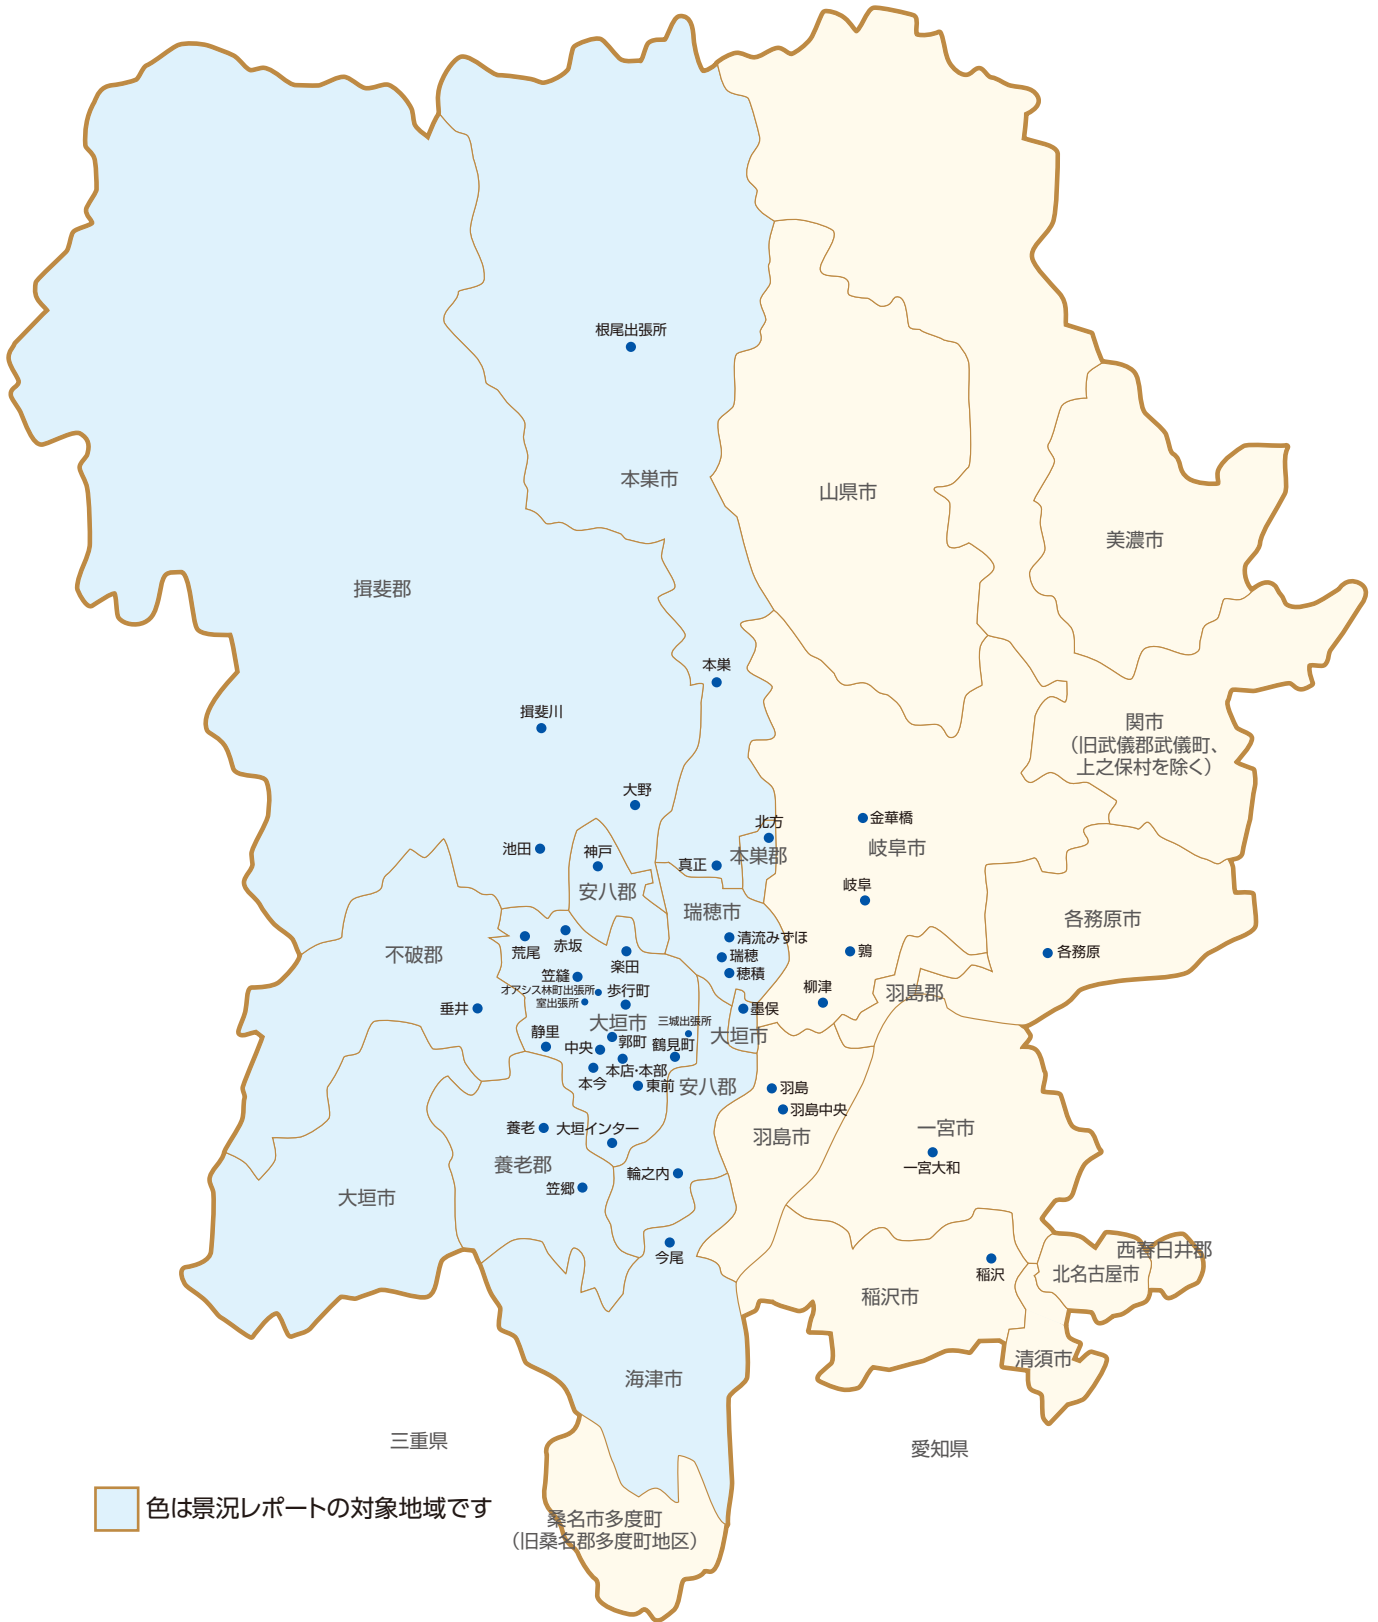 根尾出張所
本巣市
山県市
美濃市
揖斐郡
本巣
揖斐川
関市
（旧武儀郡武儀町、
上之保村を除く）
大野
金華橋
北方
岐阜市
池田
神戸
真正
本巣郡
安八郡
岐阜
瑞穂市
各務原市
荒尾
赤坂
清流みずほ
不破郡
楽田
瑞穂
鶉
各務原
笠縫
穂積
オアシス林町出張所
歩行町
柳津
羽島郡
室出張所
垂井
墨俣
大垣市
三城出張所
静里
大垣市
中央
郭町
鶴見町
本店・本部
本今
東前
安八郡
羽島
羽島中央
養老
大垣インター
羽島市
一宮市
養老郡
一宮大和
輪之内
笠郷
大垣市
今尾
西春日井郡
稲沢
北名古屋市
稲沢市
清須市
海津市
三重県
愛知県
色は景況レポートの対象地域です
桑名市多度町
（旧桑名郡多度町地区）